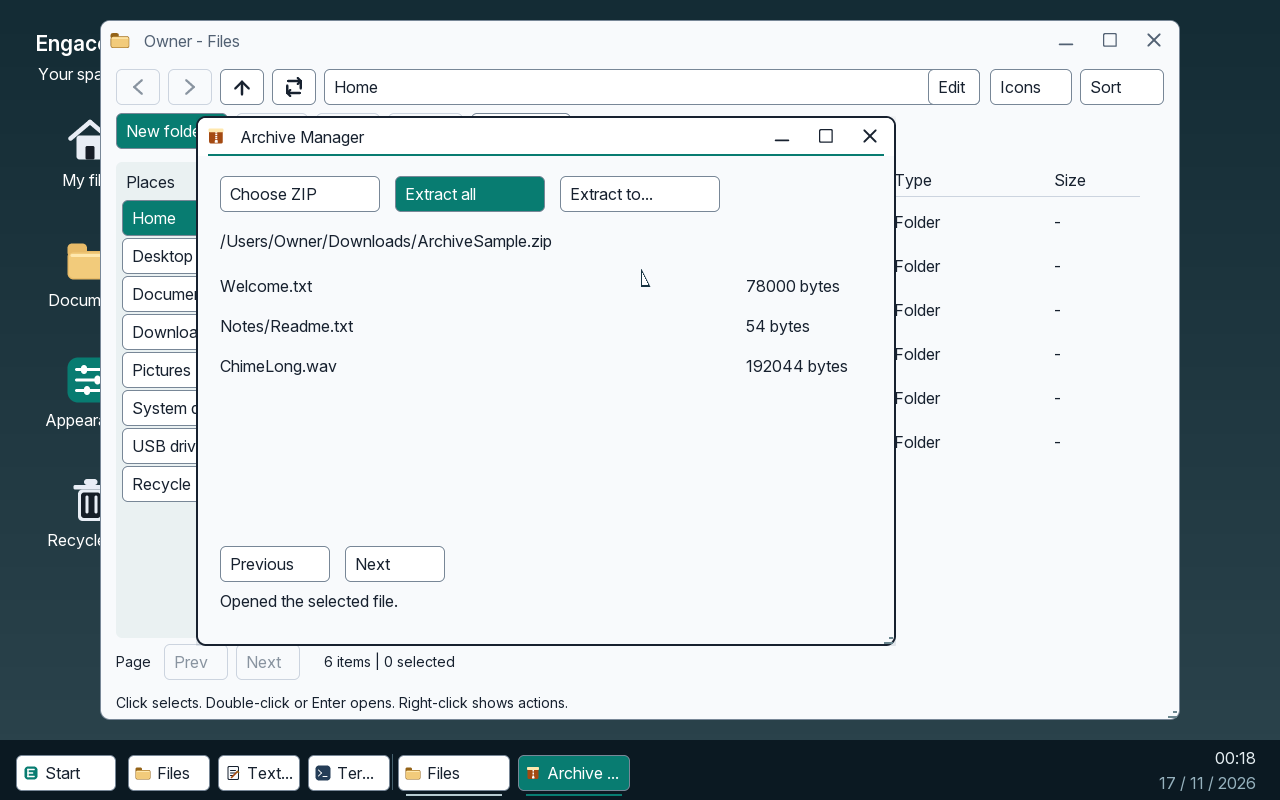 Engac
Your spa
My fil
Docum
Appeara
Recycle
Owner - Files
Home
Edit
Icons
Sort
New folde
Places
Home
Desktop
Documen
Downloa
Pictures
System d
USB driv
Recycle
Type
Size
Folder -
Folder -
Folder -
Folder -
Folder -
Folder -
Archive Manager
Choose ZIP
Extract all
Extract to...
/Users/Owner/Downloads/ArchiveSample.zip
Welcome.txt 78000 bytes
Notes/Readme.txt 54 bytes
ChimeLong.wav 192044 bytes
Previous
Next
Opened the selected file.
Page
Prev
Next
6 items | 0 selected
Click selects. Double-click or Enter opens. Right-click shows actions.
Start
Files
Text...
Ter...
Files
Archive ...
00:18
17 / 11 / 2026